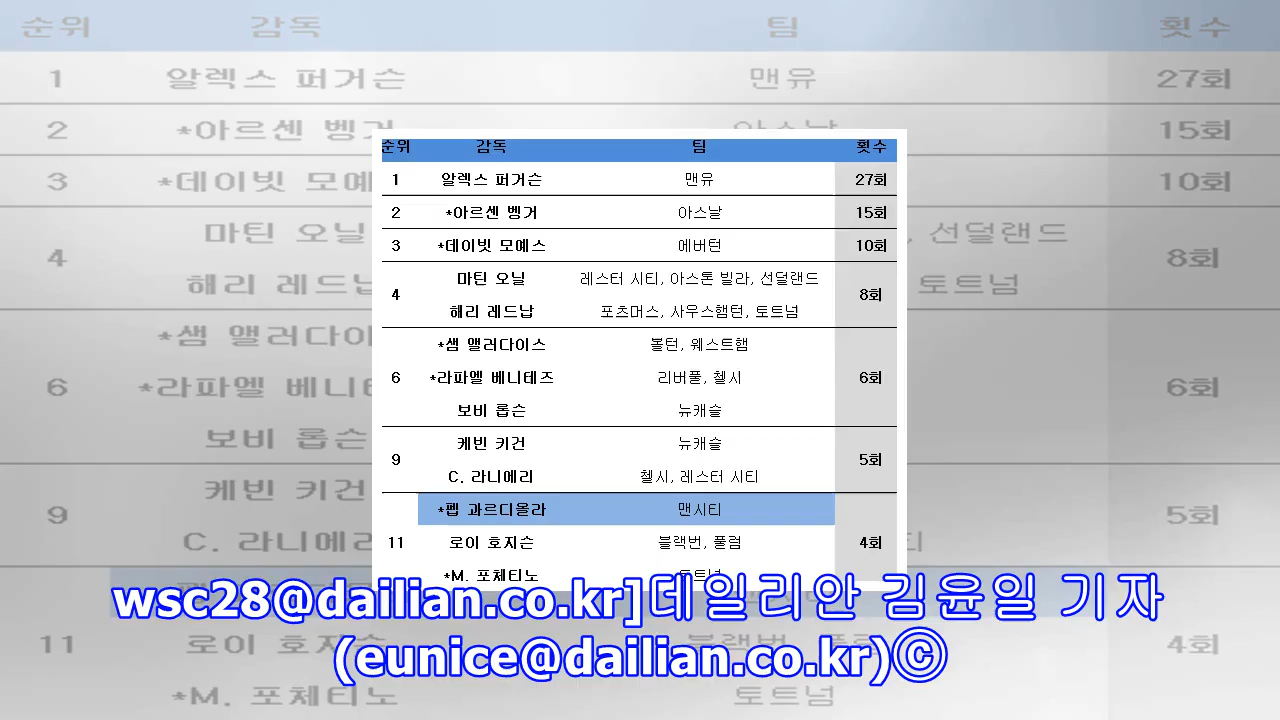 순위 감독 팀 횟수
1 알렉스 퍼거슨 맨유 27회
2 *아르센 벵거 아스날 15회
3 *데이빗 모예스 에버턴 10회
4 마틴 오닐 레스터 시티, 아스톤 빌라, 선덜랜드 8회
해리 레드납 포츠머스, 사우스햄턴, 토트넘
*샘 앨러다이스 볼턴, 웨스트햄
6 *라파엘 베니테즈 리버풀, 첼시 6회
보비 롭슨 뉴캐슬
9 케빈 키건 뉴캐슬 5회
C. 라니에리 첼시, 레스터 시티
*펩 과르디올라 맨시티
11 로이 호지슨 블랙번, 풀럼 4회
*M. 포체티노 토트넘
wsc28@dailian.co.kr]데일리안 김윤일 기자
(eunice@dailian.co.kr)ⓒ